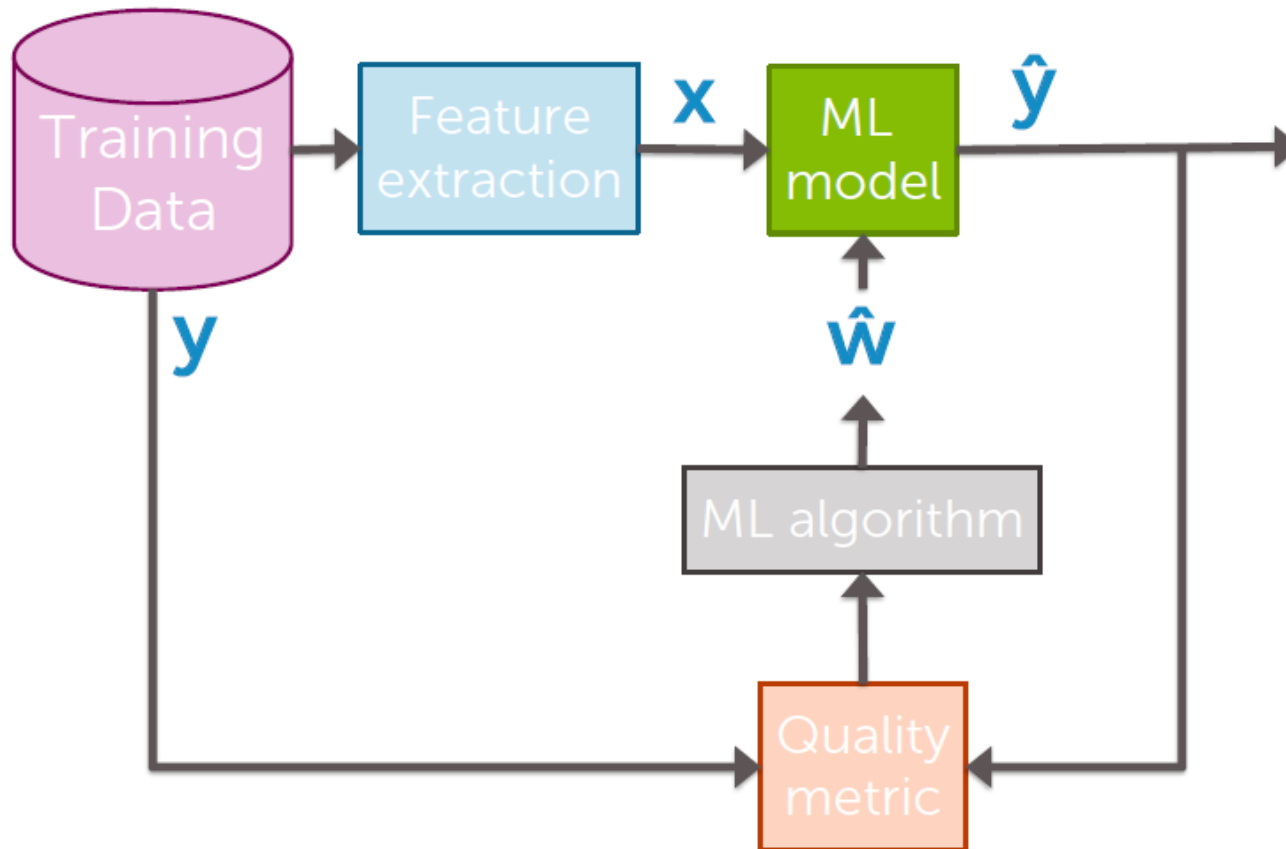 Training
Data
Feature
extraction
x
ML
model
ŷ
y
ŵ
ML algorithm
Quality
metric